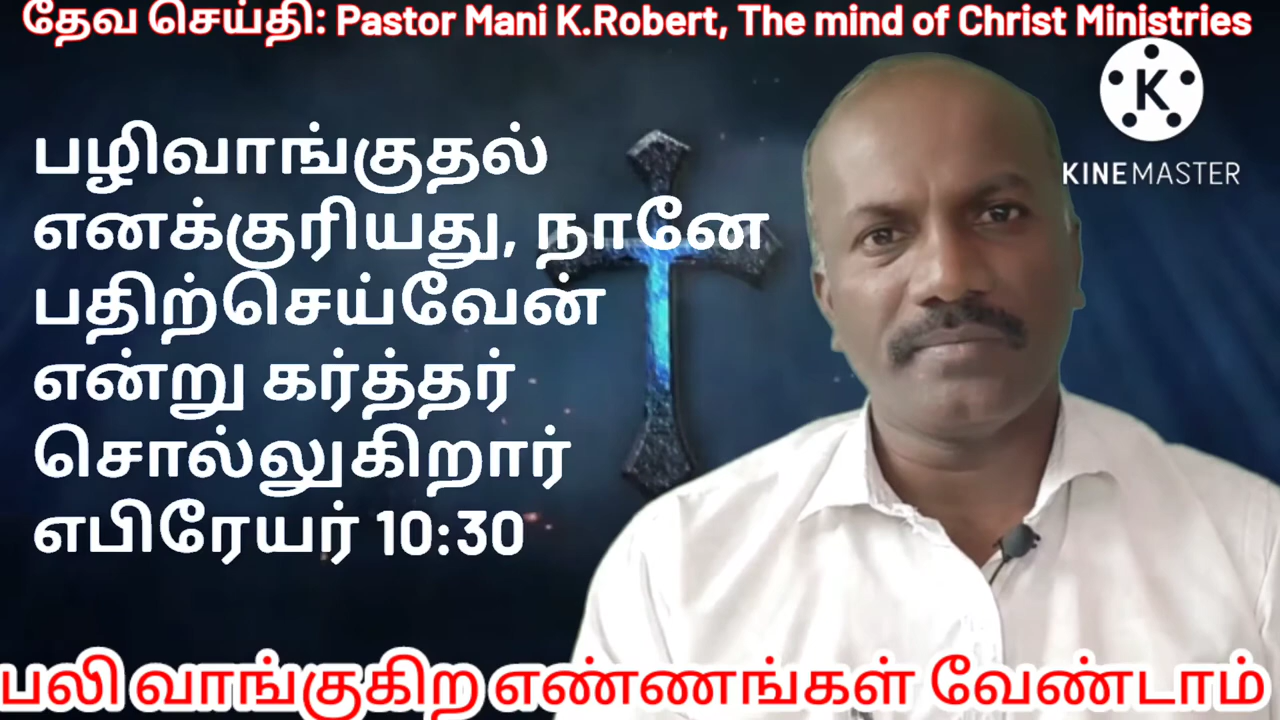 தேவ செய்தி: Pastor Mani K.Robert, The mind of Christ Ministries
K
KINEMASTER
பழிவாங்குதல்
எனக்குரியது, நானே
பதிற்செய்வேன்
என்று கர்த்தர்
சொல்லுகிறார்
எபிரேயர் 10:30
பலி வாங்குகிற எண்ணங்கள் வேண்டாம்